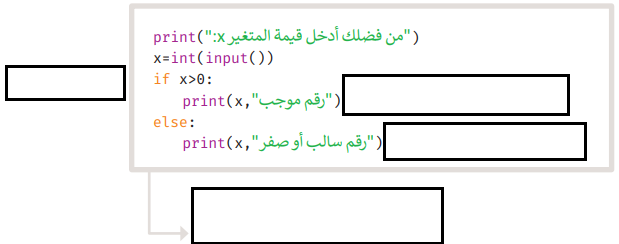 print("من فضلك أدخل قيمة المتغير x:")
x=int(input())
if x>0:
print(x,"رقم موجب")
else:
print(x,"رقم سالب أو صفر")